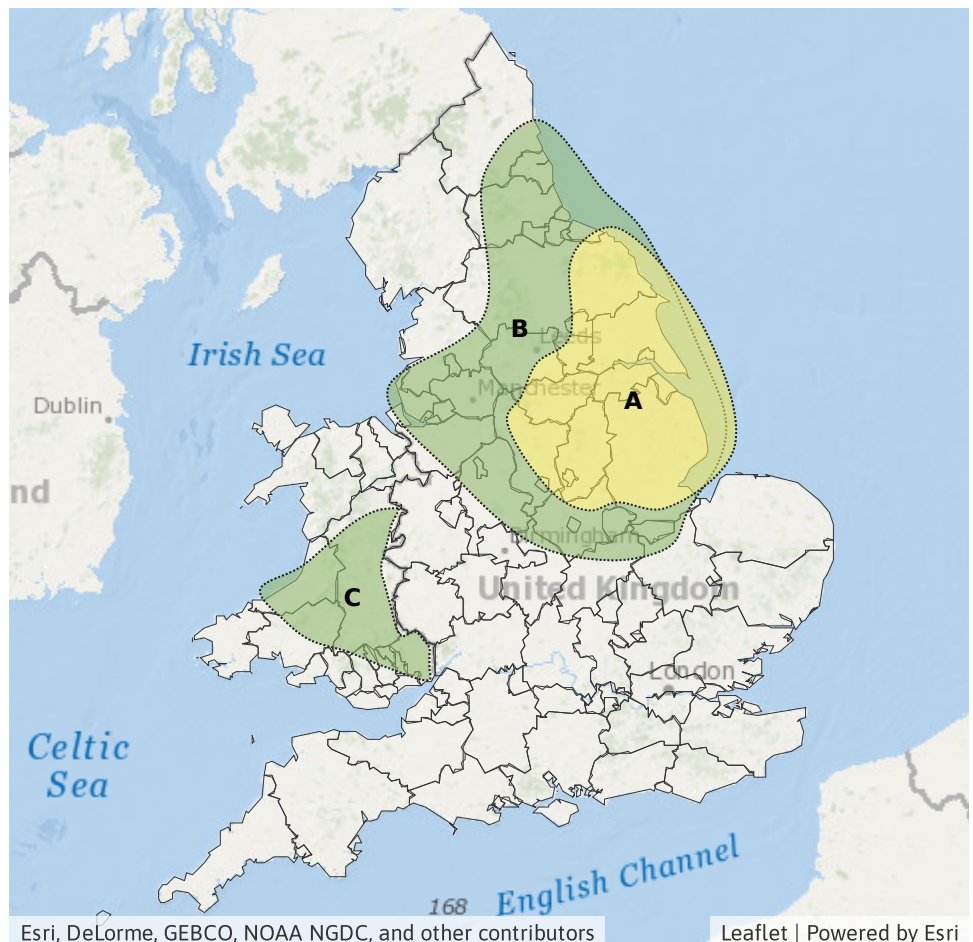 B
Leeds
Irish Sea
Manchester
A
Dublin
nd
Birmingham
United Kingdom
C
London
Celtic
Sea
English Channel
168
Esri, DeLorme, GEBCO, NOAA NGDC, and other contributors
Leaflet | Powered by Esri